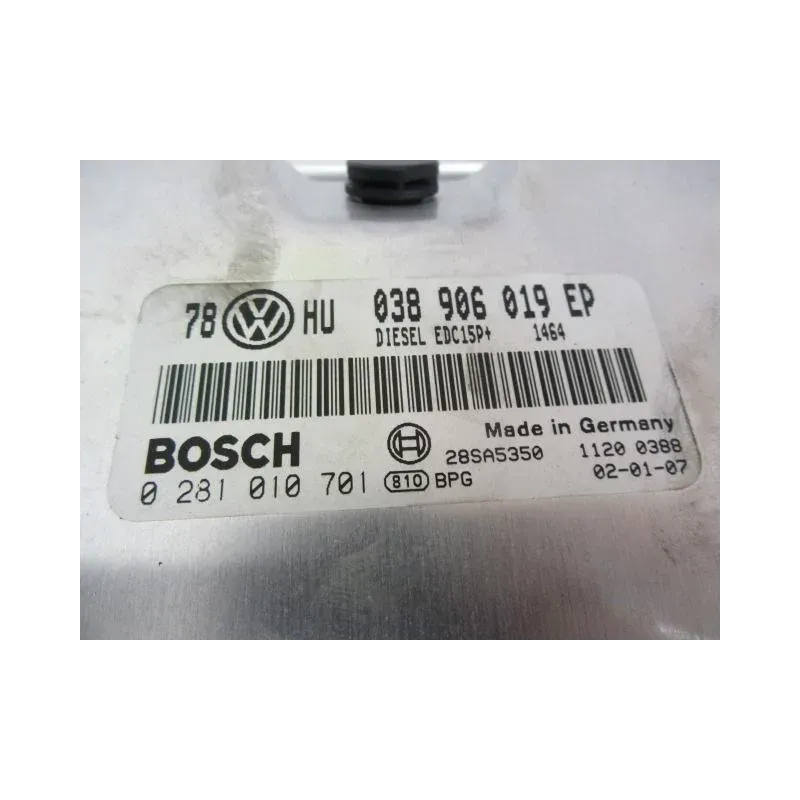 78 VW HU 038 906 019 EP
DIESEL EDC15P+ 1464
BOSCH Made in Germany
28SA5350 1120 0388
0 281 010 701 810 BPG 02-01-07